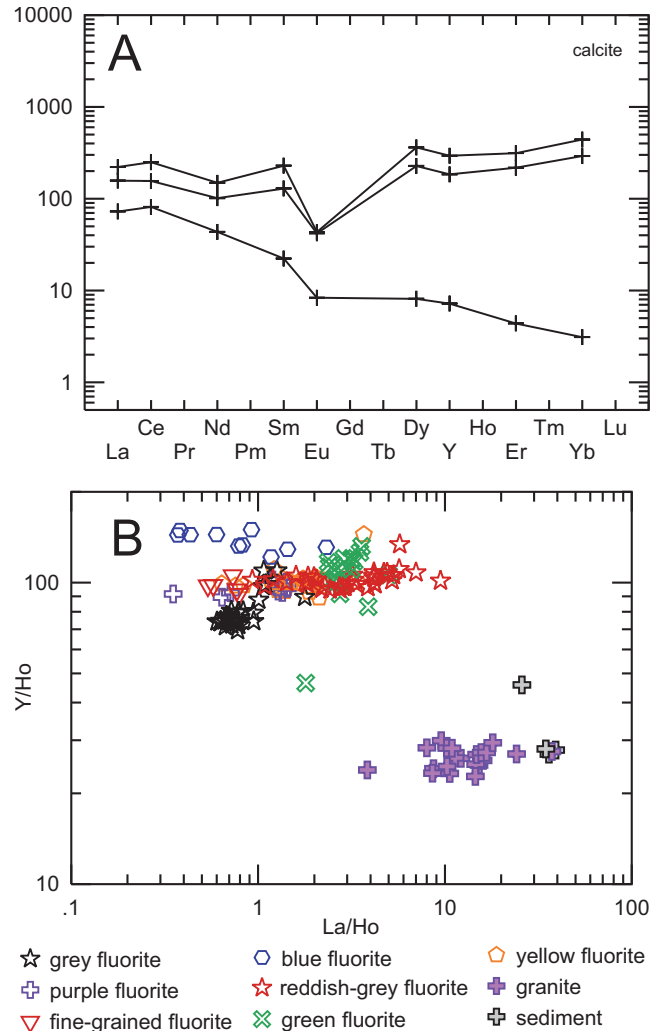 A
calcite
10000
1000
100
10
1
Ce Nd Sm Gd Dy Ho Tm Lu
La Pr Pm Eu Tb Y Er Yb
B
Y/Ho
100
10
.1 1 10 100
La/Ho
grey fluorite blue fluorite yellow fluorite
purple fluorite reddish-grey fluorite granite
fine-grained fluorite green fluorite sediment